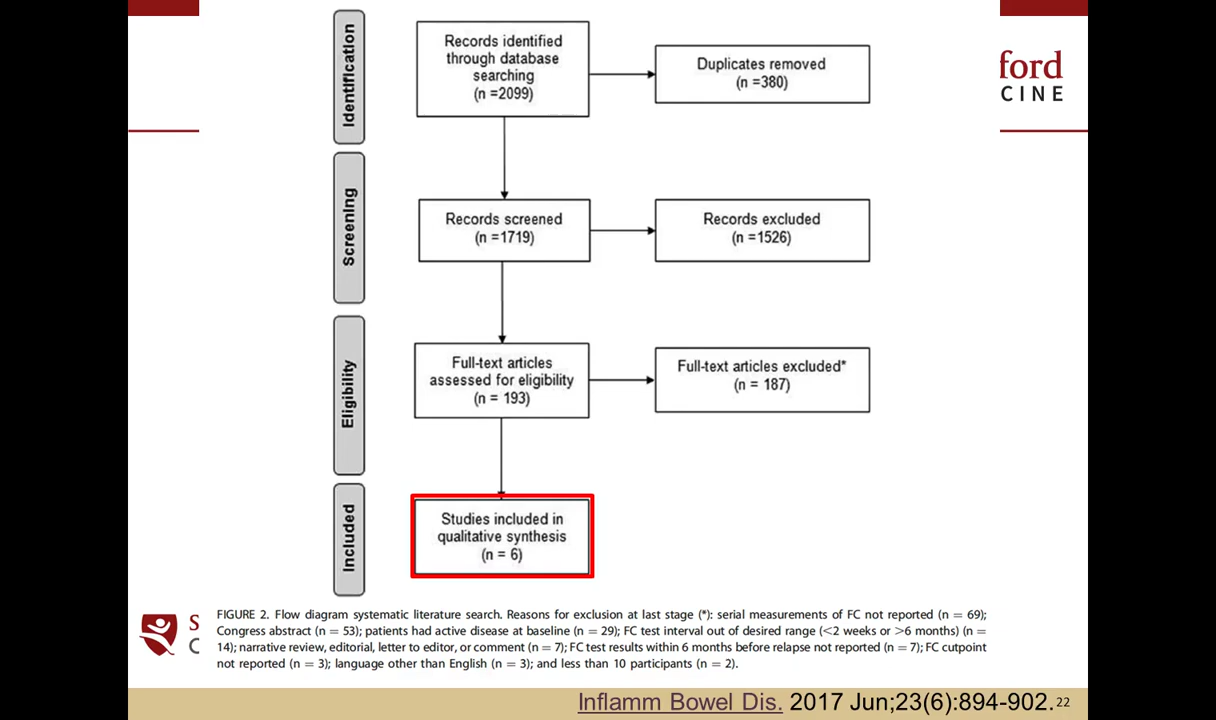 Identification
Records identified
through database
searching
(n =2099)
Duplicates removed
(n =380)
ford
CINE
Screening
Records screened
(n =1719)
Records excluded
(n =1526)
Eligibility
Full-text articles
assessed for eligibility
(n = 193)
Full-text articles excluded*
(n = 187)
Included
Studies included in
qualitative synthesis
(n = 6)
S
C
FIGURE 2. Flow diagram systematic literature search. Reasons for exclusion at last stage (*): serial measurements of FC not reported (n = 69);
Congress abstract (n = 53); patients had active disease at baseline (n = 29); FC test interval out of desired range (<2 weeks or >6 months) (n =
14); narrative review, editorial, letter to editor, or comment (n = 7); FC test results within 6 months before relapse not reported (n = 7); FC cutpoint
not reported (n = 3); language other than English (n = 3); and less than 10 participants (n = 2).
Inflamm Bowel Dis. 2017 Jun;23(6):894-902. 22